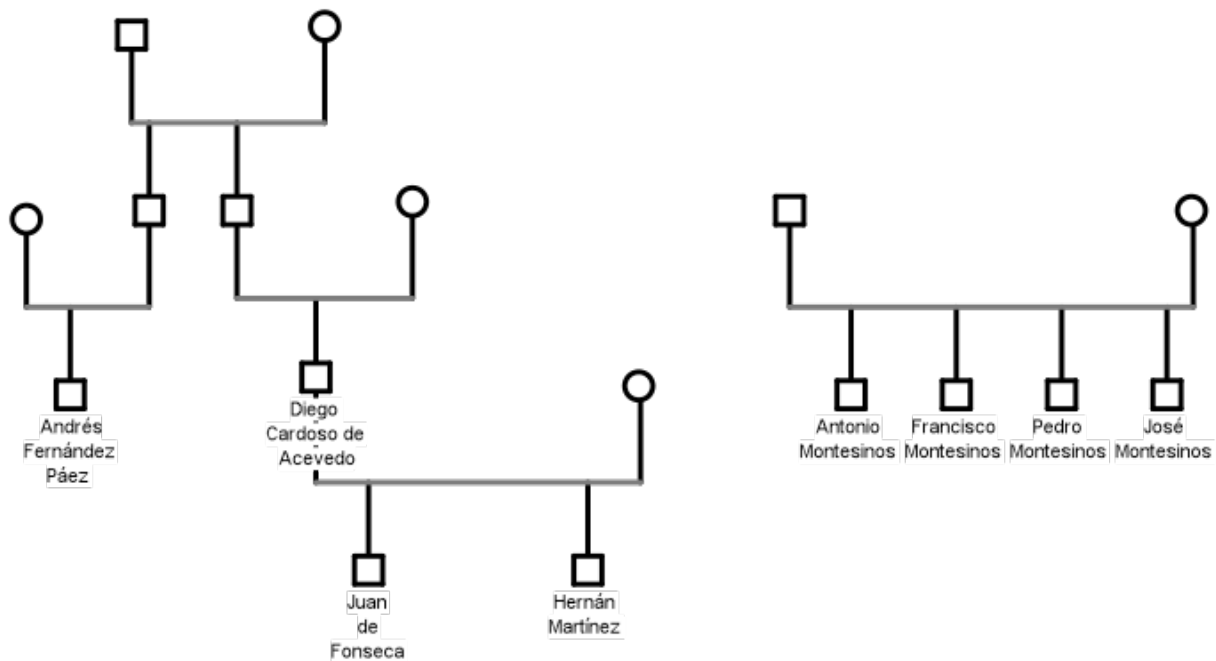 Andrés
Fernández
Páez
Diego
Cardoso de
Acevedo
Juan
de
Fonseca
Hernán
Martínez
Antonio
Montesinos
Francisco
Montesinos
Pedro
Montesinos
José
Montesinos